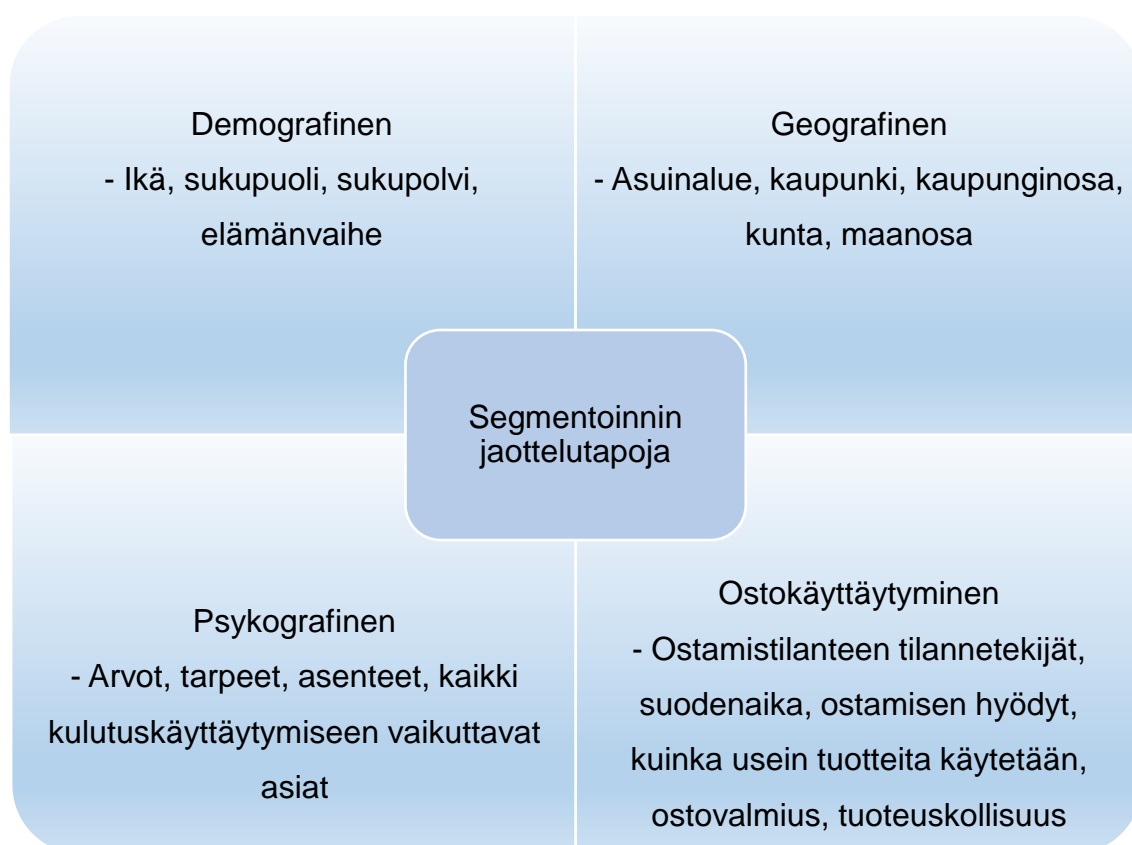 Demografinen
- Ikä, sukupuoli, sukupolvi,
elämänvaihe
Geografinen
- Asuinalue, kaupunki, kaupunginosa,
kunta, maanosa
Segmentoinnin
jaottelutapoja
Psykografinen
- Arvot, tarpeet, asenteet, kaikki
kulutuskäyttäytymiseen vaikuttavat
asiat
Ostokäyttäytyminen
- Ostamistilanteen tilannetekijät,
suodenaika, ostamisen hyödyt,
kuinka usein tuotteita käytetään,
ostovalmius, tuoteuskollisuus